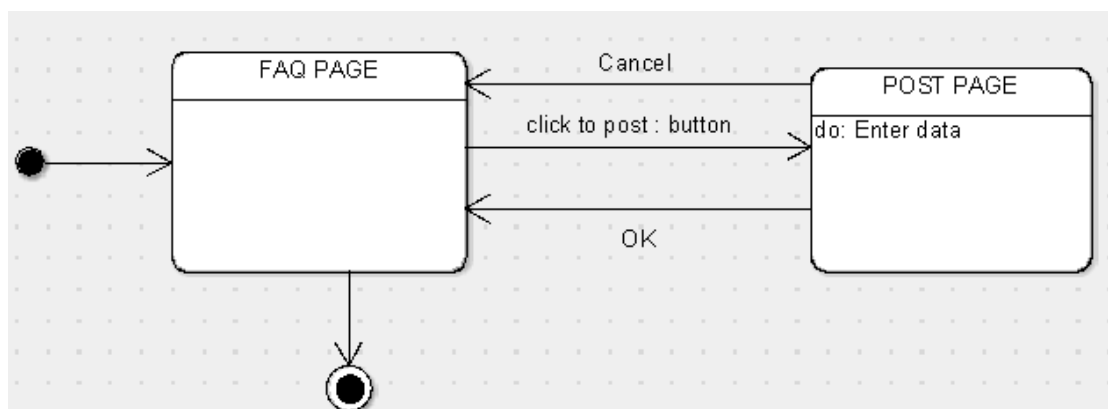 FAQ PAGE
Cancel
POST PAGE
click to post : button
do: Enter data
OK